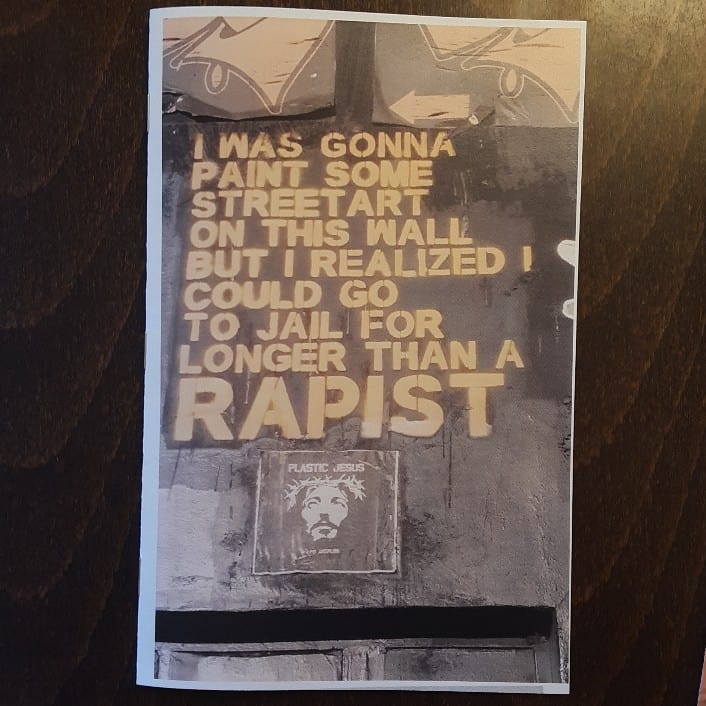 I WAS GONNA
PAINT SOME
STREETART
ON THIS WALL
BUT I REALIZED I
COULD GO
TO JAIL FOR
LONGER THAN A
RAPIST
PLASTIC JESUS